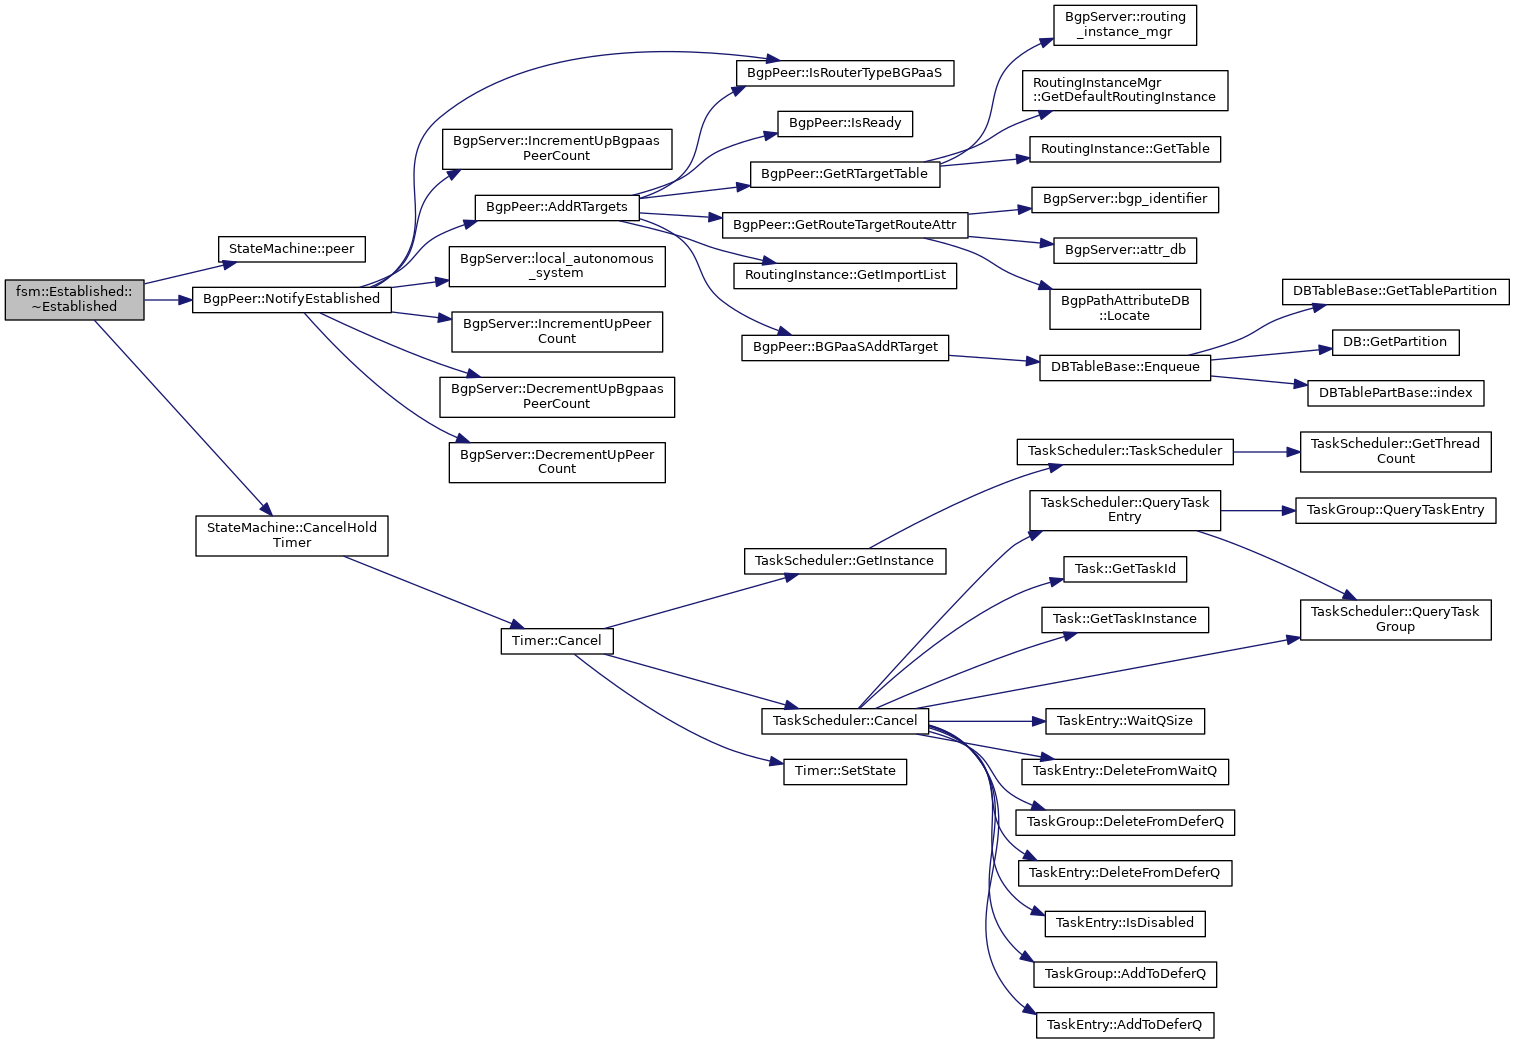 fsm::Established::
~Established
StateMachine::peer
BgpPeer::NotifyEstablished
StateMachine::CancelHold
Timer
BgpServer::IncrementUpBgpaas
PeerCount
BgpPeer::AddRTargets
BgpServer::local_autonomous
_system
BgpServer::IncrementUpPeer
Count
BgpServer::DecrementUpBgpaas
PeerCount
BgpServer::DecrementUpPeer
Count
Timer::Cancel
BgpPeer::IsRouterTypeBGPaaS
BgpPeer::IsReady
BgpPeer::GetRTargetTable
BgpPeer::GetRouteTargetRouteAttr
RoutingInstance::GetImportList
BgpPeer::BGPaaSAddRTarget
TaskScheduler::GetInstance
TaskScheduler::Cancel
Timer::SetState
BgpServer::routing
_instance_mgr
RoutingInstanceMgr
::GetDefaultRoutingInstance
RoutingInstance::GetTable
BgpServer::bgp_identifier
BgpServer::attr_db
BgpPathAttributeDB
::Locate
DBTableBase::Enqueue
TaskScheduler::TaskScheduler
TaskScheduler::QueryTask
Entry
Task::GetTaskId
Task::GetTaskInstance
TaskEntry::WaitQSize
TaskEntry::DeleteFromWaitQ
TaskGroup::DeleteFromDeferQ
TaskEntry::DeleteFromDeferQ
TaskEntry::IsDisabled
TaskGroup::AddToDeferQ
TaskEntry::AddToDeferQ
DBTableBase::GetTablePartition
DB::GetPartition
DBTablePartBase::index
TaskScheduler::GetThread
Count
TaskGroup::QueryTaskEntry
TaskScheduler::QueryTask
Group